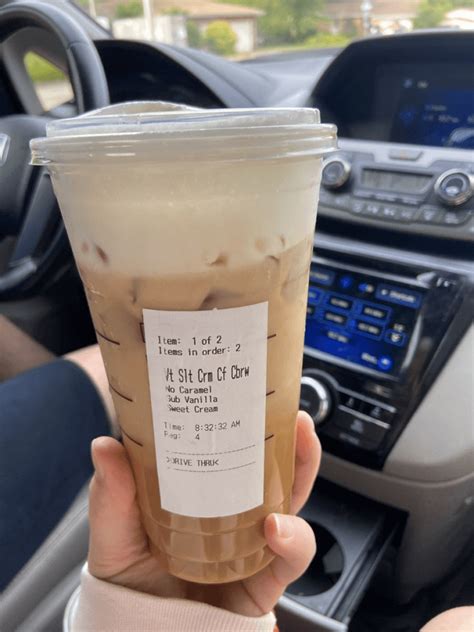 Item: 1 of 2
Items in order: 2
Vt Slt Crm Cf Cbrw
No Caramel
Sub Vanilla
Sweet Cream
Time: 8:32:32 AM
Reg: 4
>DRIVE THRU<